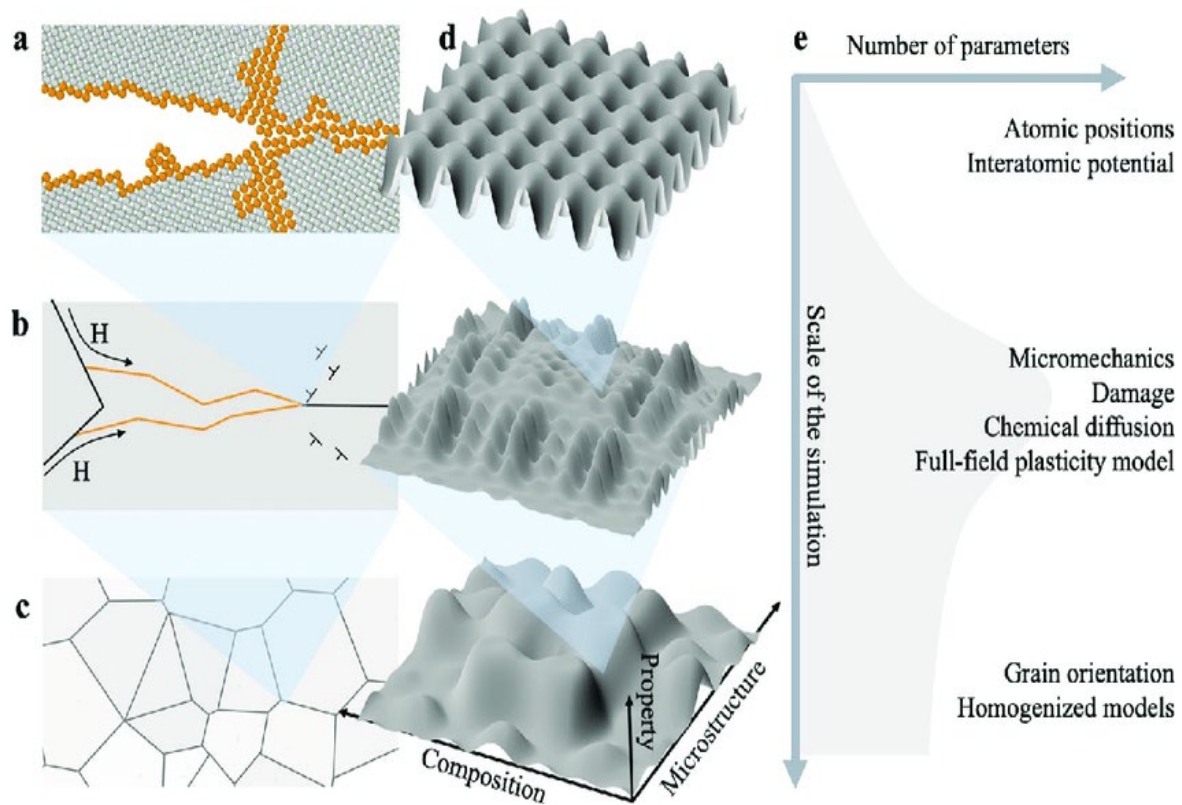 a
d
e
Number of parameters
Atomic positions
Interatomic potential
b
H
H
Scale of the simulation
Micromechanics
Damage
Chemical diffusion
Full-field plasticity model
c
Property
Microstructure
Composition
Grain orientation
Homogenized models